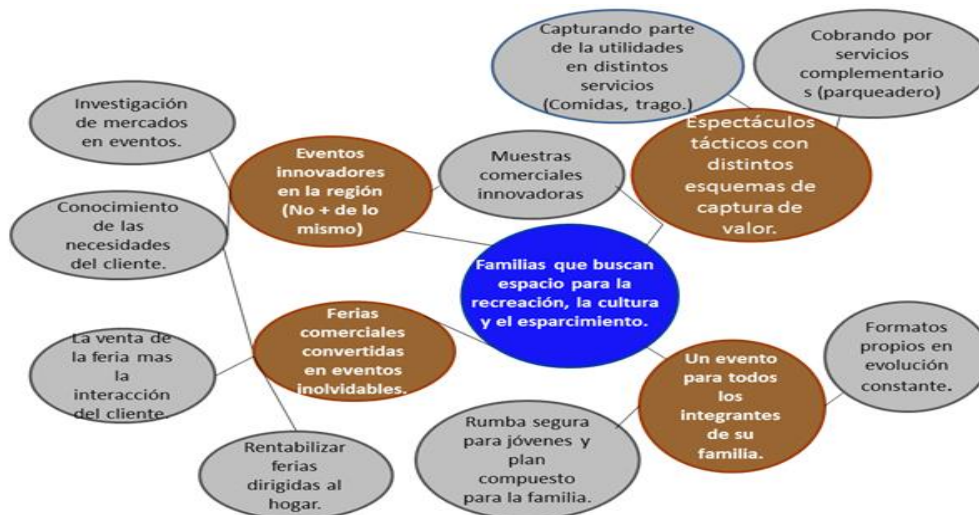 Capturando parte
de la utilidades
en distintos
servicios
(Comidas, trago.)
Cobrando por
servicios
complementario
s (parqueadero)
Investigación
de mercados
en eventos.
Eventos
innovadores
en la región
(No + de lo
mismo)
Muestras
comerciales
innovadoras
Espectáculos
tácticos con
distintos
esquemas de
captura de
valor.
Conocimiento
de las
necesidades
del cliente.
Familias que buscan
espacio para la
recreación, la cultura
y el esparcimiento.
La venta de
la feria mas
la
interacción
del cliente.
Ferias
comerciales
convertidas
en eventos
inolvidables.
Un evento
para todos
los
integrantes
de su
familia.
Formatos
propios en
evolución
constante.
Rentabilizar
ferias
dirigidas al
hogar.
Rumba segura
para jóvenes y
plan
compuesto
para la familia.